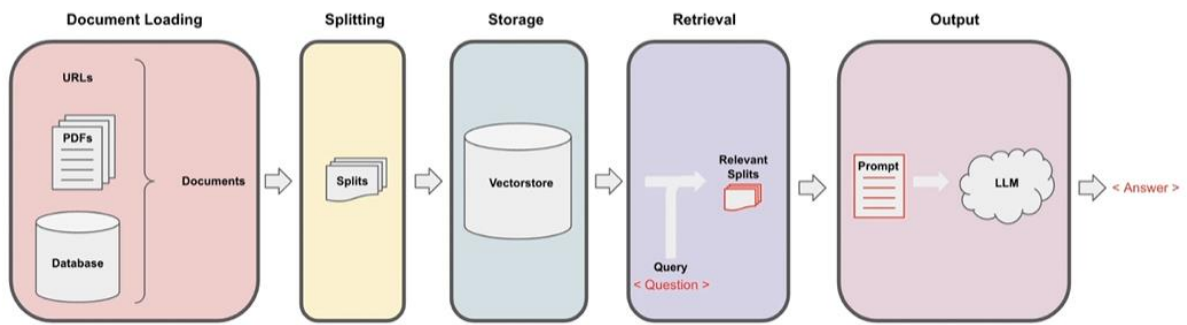 Document Loading
Splitting
Storage
Retrieval
Output
URLs
PDFs
Database
Documents
Splits
Vectorstore
Relevant
Splits
Query
< Question >
Prompt
LLM
< Answer >